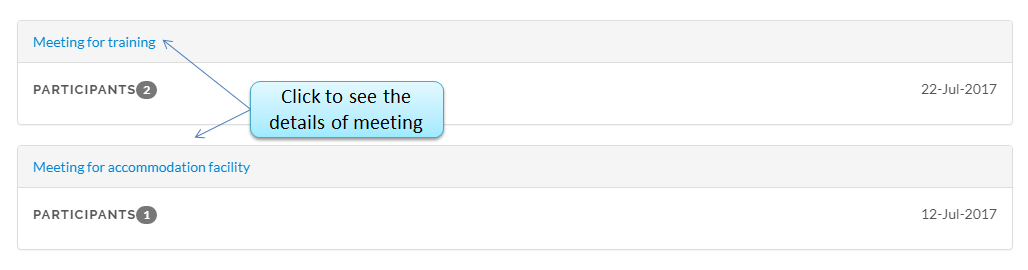 Meeting for training
PARTICIPANTS 2
22-Jul-2017
Click to see the
details of meeting
Meeting for accommodation facility
PARTICIPANTS 1
12-Jul-2017